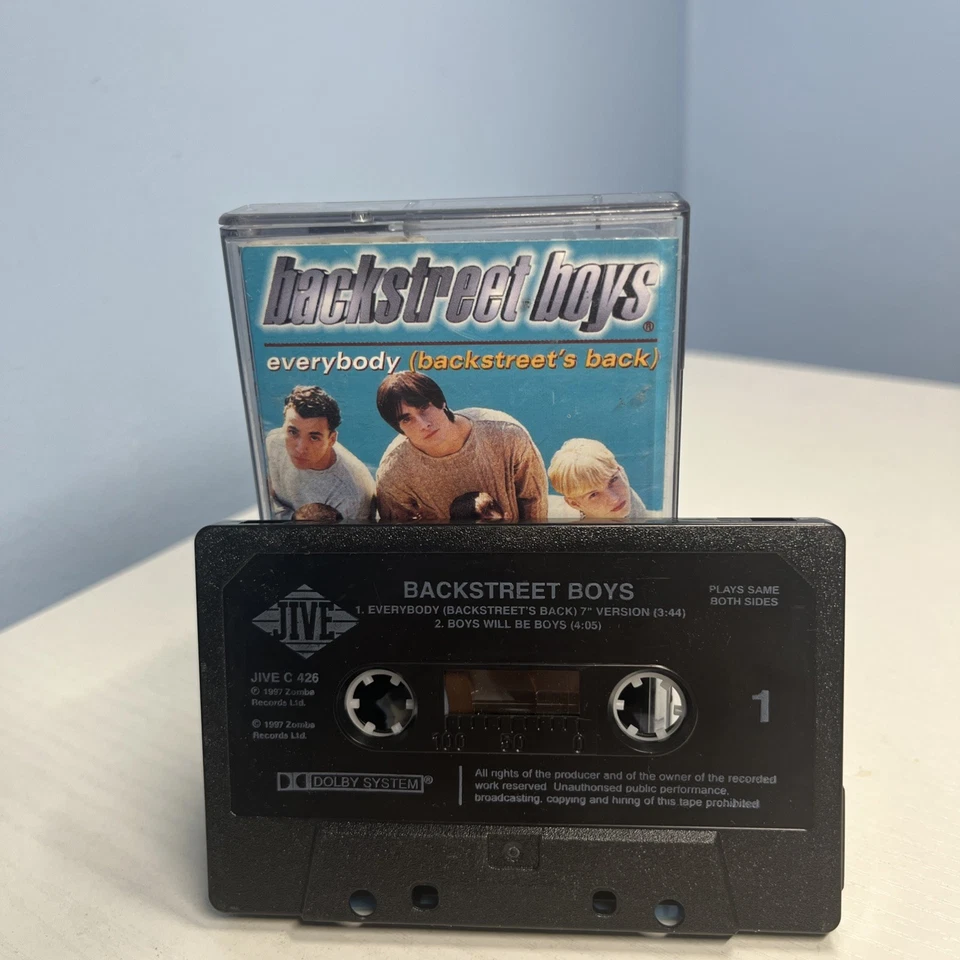 backstreet boys®
everybody (backstreet's back)
BACKSTREET BOYS
1. EVERYBODY (BACKSTREET'S BACK) 7" VERSION (3:44)
2. BOYS WILL BE BOYS (4:05)
PLAYS SAME
BOTH SIDES
JIVE
JIVE C 426
℗ 1997 Zomba
Records Ltd.
© 1997 Zomba
Records Ltd.
1
100 50 0
DOLBY SYSTEM®
All rights of the producer and of the owner of the recorded
work reserved. Unauthorised public performance,
broadcasting, copying and hiring of this tape prohibited